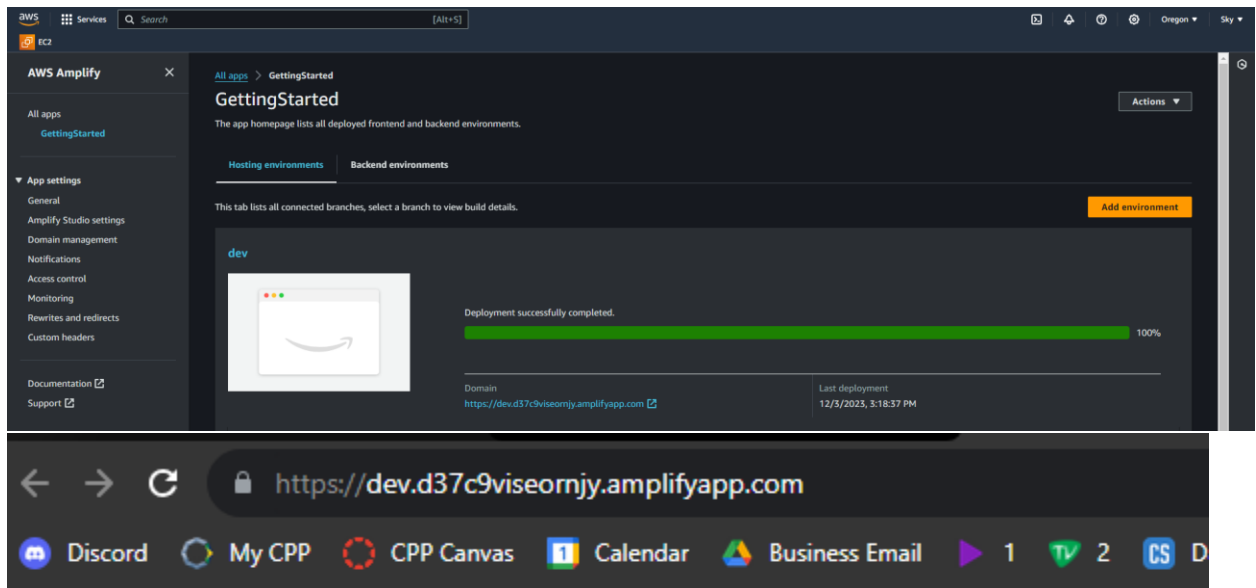 aws Services Search [Alt+S] Oregon ▼ Sky ▼
EC2
AWS Amplify
All apps
GettingStarted
App settings
General
Amplify Studio settings
Domain management
Notifications
Access control
Monitoring
Rewrites and redirects
Custom headers
Documentation
Support
All apps > GettingStarted
GettingStarted
Actions ▼
The app homepage lists all deployed frontend and backend environments.
Hosting environments Backend environments
This tab lists all connected branches, select a branch to view build details.
Add environment
dev
Deployment successfully completed.
100%
Domain
https://dev.d37c9viseornjy.amplifyapp.com
Last deployment
12/3/2023, 3:18:37 PM
https://dev.d37c9viseornjy.amplifyapp.com
Discord My CPP CPP Canvas 1 Calendar Business Email 1 TV 2 CS D